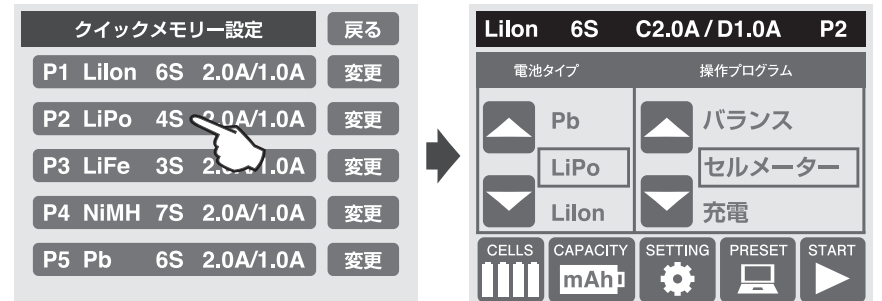 クイックメモリー設定 戻る
P1 LiIon 6S 2.0A/1.0A 変更
P2 LiPo 4S 2.0A/1.0A 変更
P3 LiFe 3S 2.0A/1.0A 変更
P4 NiMH 7S 2.0A/1.0A 変更
P5 Pb 6S 2.0A/1.0A 変更
LiIon 6S C2.0A/D1.0A P2
電池タイプ 操作プログラム
Pb バランス
LiPo セルメーター
LiIon 充電
CELLS CAPACITY SETTING PRESET START
mAh